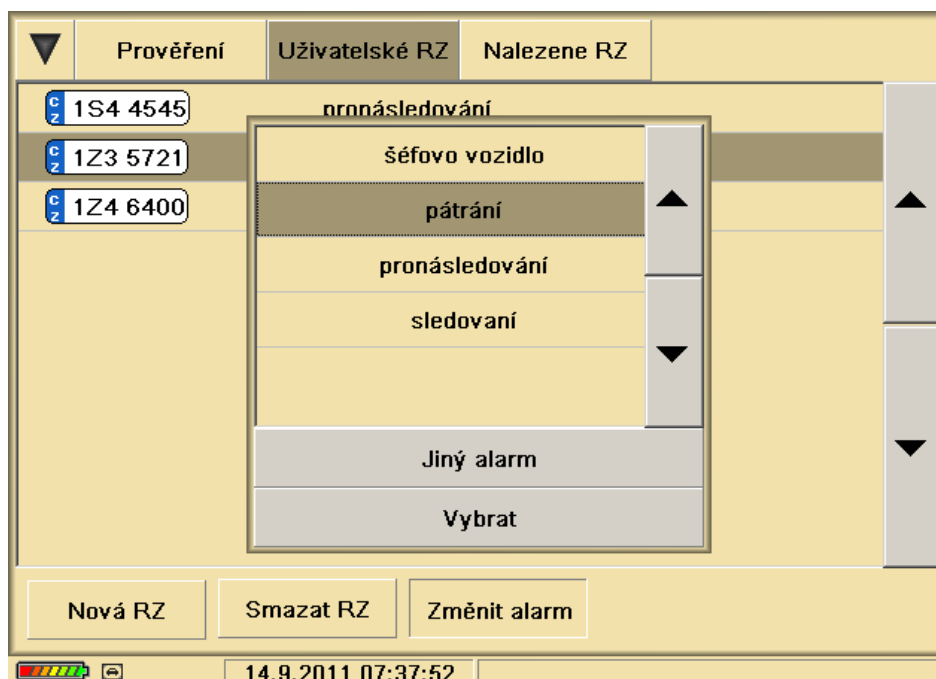 Prověření Uživatelské RZ Nalezene RZ
CZ 1S4 4545 pronásledování
CZ 1Z3 5721
CZ 1Z4 6400
šéfovo vozidlo
pátrání
pronásledování
sledovaní
Jiný alarm
Vybrat
Nová RZ Smazat RZ Změnit alarm
14.9.2011 07:37:52